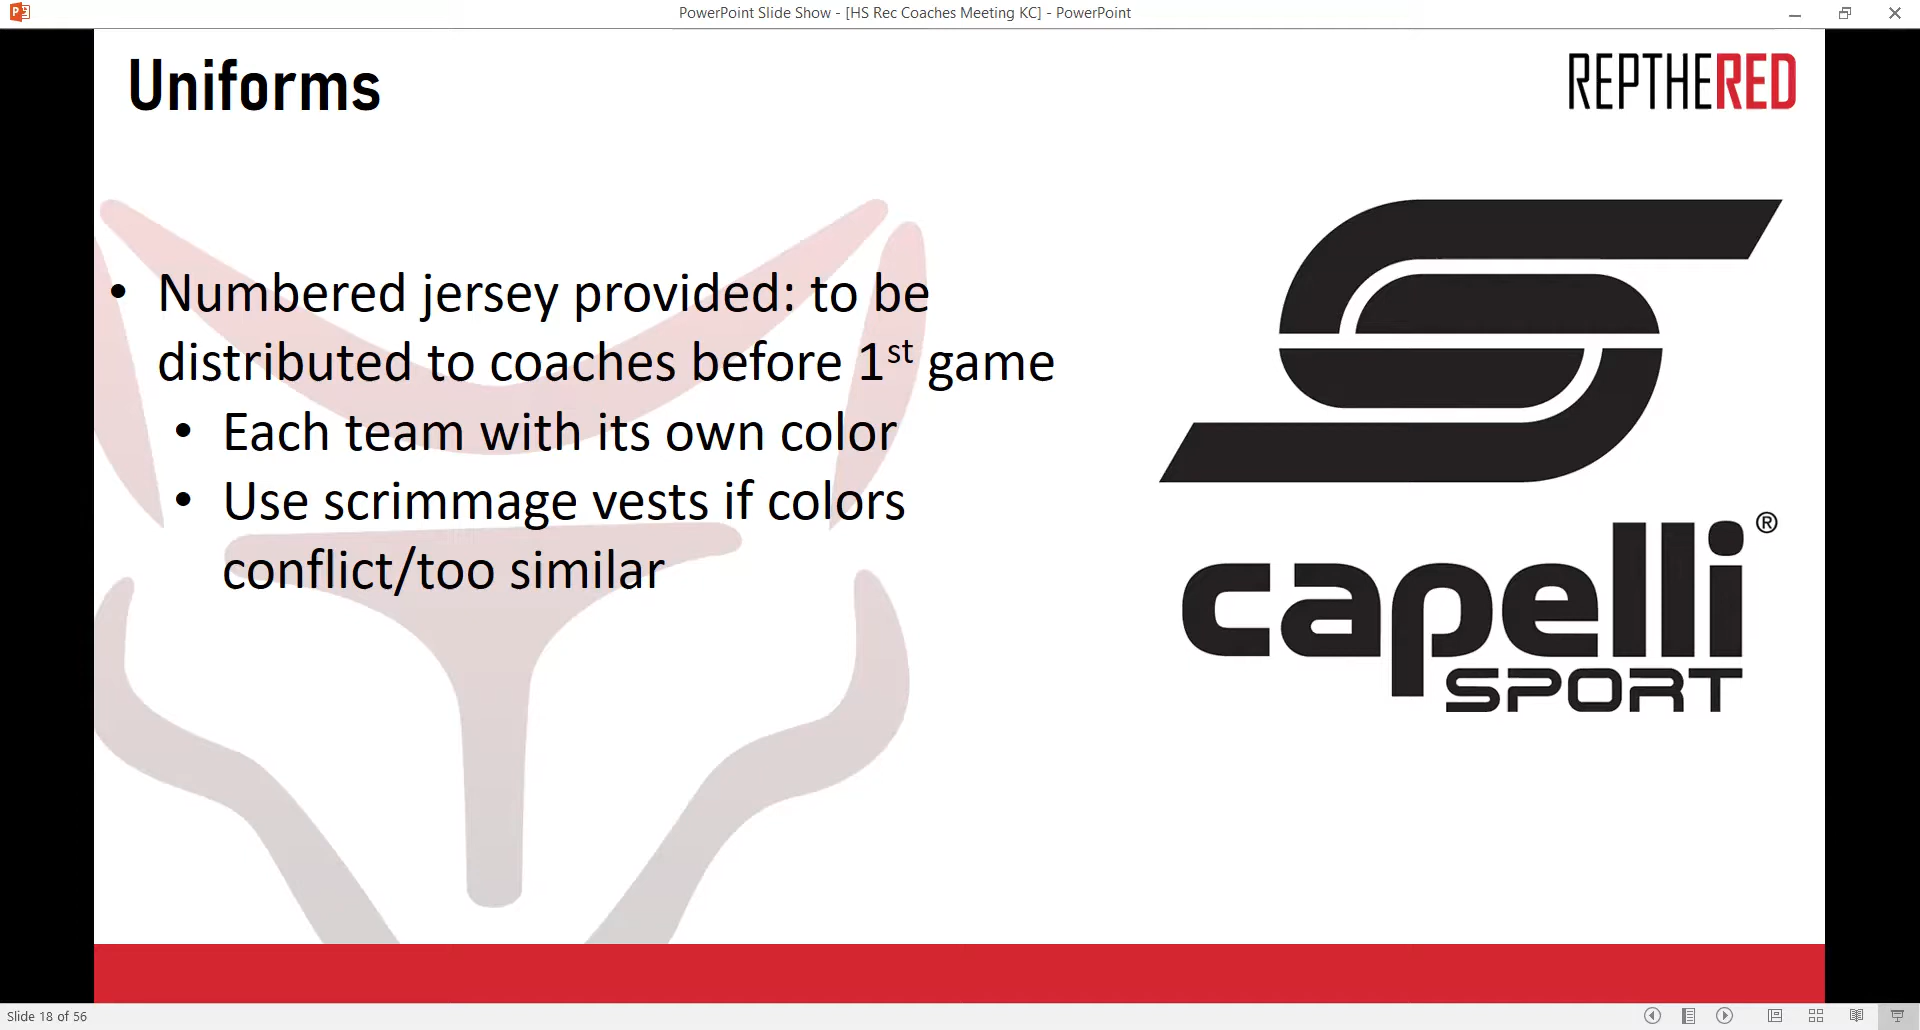 PowerPoint Slide Show - [HS Rec Coaches Meeting KC] - PowerPoint
Uniforms
REPTHERED
• Numbered jersey provided: to be
distributed to coaches before 1st game
• Each team with its own color
• Use scrimmage vests if colors
conflict/too similar
capelli®
SPORT
Slide 18 of 56